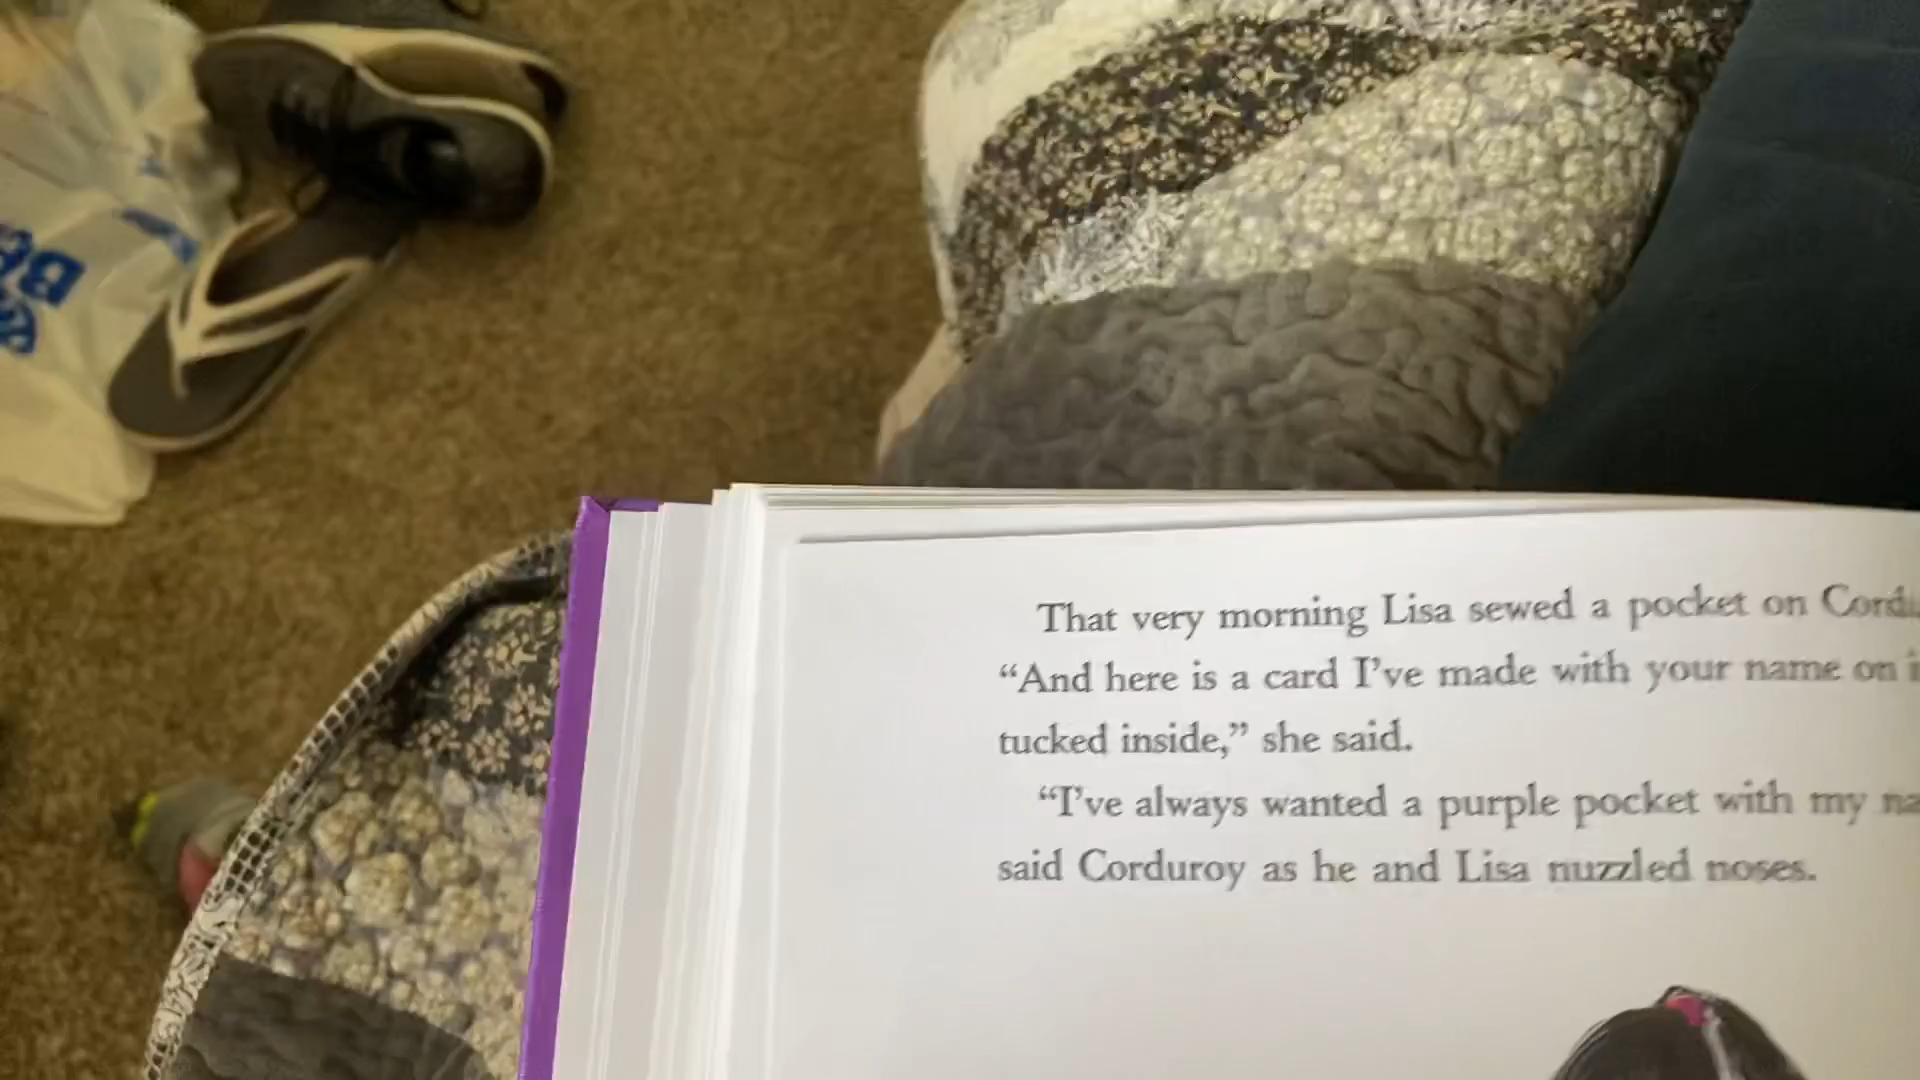 That very morning Lisa sewed a pocket on
“And here is a card I’ve made with your name on
tucked inside,” she said.
“I’ve always wanted a purple pocket with my
said Corduroy as he and Lisa nuzzled noses.